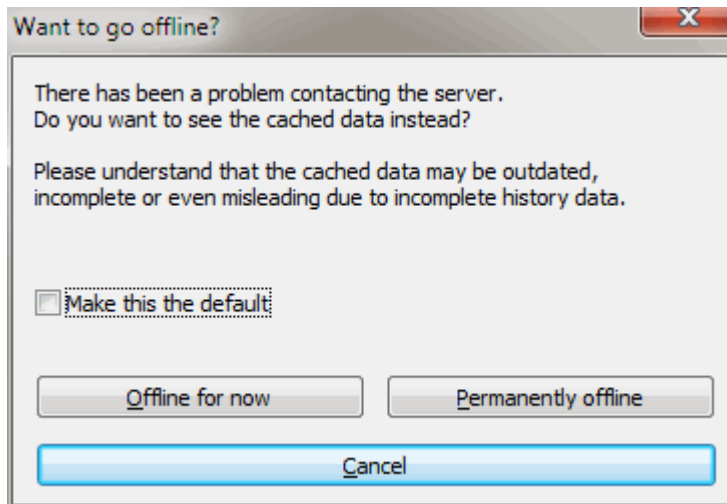 Want to go offline?
There has been a problem contacting the server.
Do you want to see the cached data instead?
Please understand that the cached data may be outdated,
incomplete or even misleading due to incomplete history data.
Make this the default
Offline for now
Permanently offline
Cancel